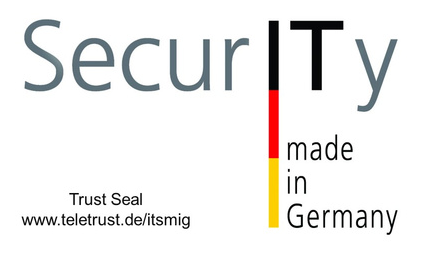 SecurITy
made
in
Germany
Trust Seal
www.teletrust.de/itsmig